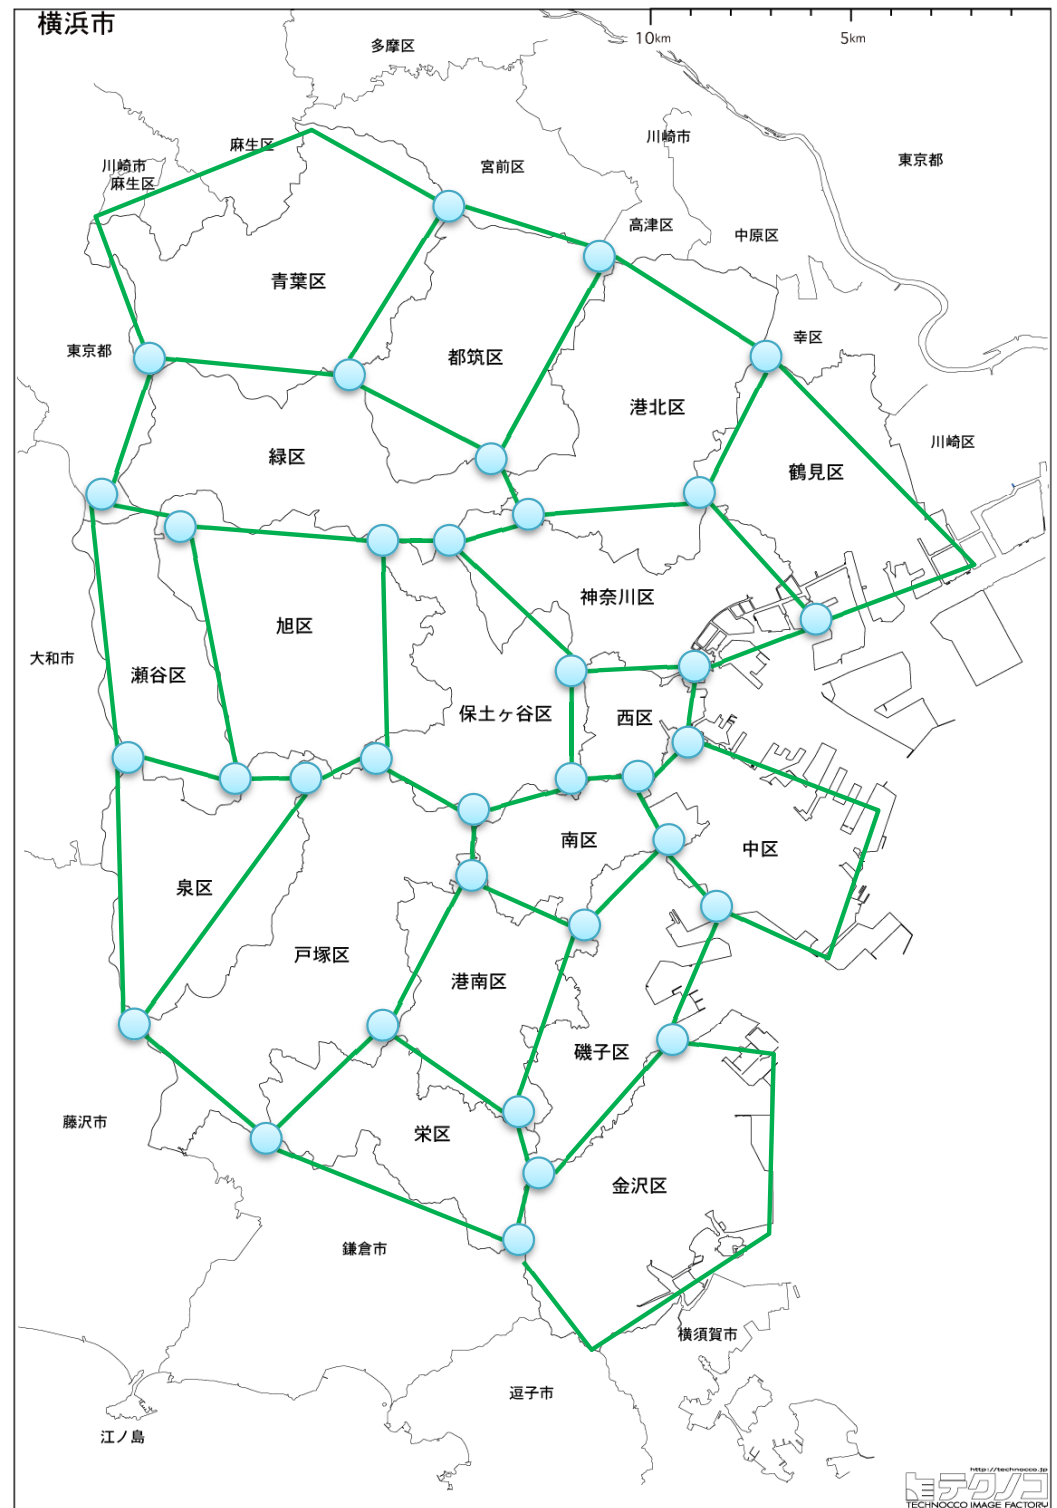 横浜市
10km
5km
多摩区
川崎市
麻生区
東京都
宮前区
川崎市
麻生区
高津区
中原区
青葉区
幸区
東京都
都筑区
港北区
川崎区
緑区
鶴見区
神奈川区
旭区
大和市
瀬谷区
保土ヶ谷区
西区
南区
中区
泉区
戸塚区
港南区
磯子区
藤沢市
栄区
金沢区
鎌倉市
横須賀市
逗子市
江ノ島
http://technocco.jp
テクノコ
TECHNOCCO IMAGE FACTORY